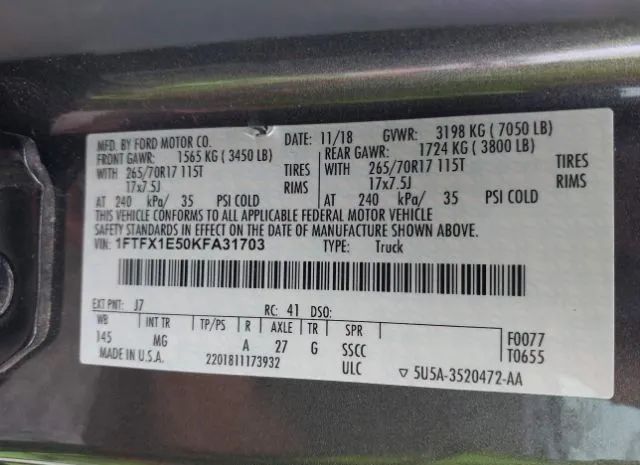 MFD. BY FORD MOTOR CO.
DATE: 11/18 GVWR: 3198 KG ( 7050 LB)
FRONT GAWR: 1565 KG ( 3450 LB) REAR GAWR: 1724 KG ( 3800 LB)
WITH 265/70R17 115T TIRES WITH 265/70R17 115T TIRES
17x7.5J RIMS 17x7.5J RIMS
AT 240 kPa/ 35 PSI COLD AT 240 kPa/ 35 PSI COLD
THIS VEHICLE CONFORMS TO ALL APPLICABLE FEDERAL MOTOR VEHICLE
SAFETY STANDARDS IN EFFECT ON THE DATE OF MANUFACTURE SHOWN ABOVE
VIN: 1FTFX1E50KFA31703 TYPE: Truck
EXT PNT: J7 RC: 41 DSO:
WB INT TR TP/PS R AXLE TR SPR
145 MG A 27 G SSCC
F0077
T0655
MADE IN U.S.A. 2201811173932 ULC ▽ 5U5A-3520472-AA